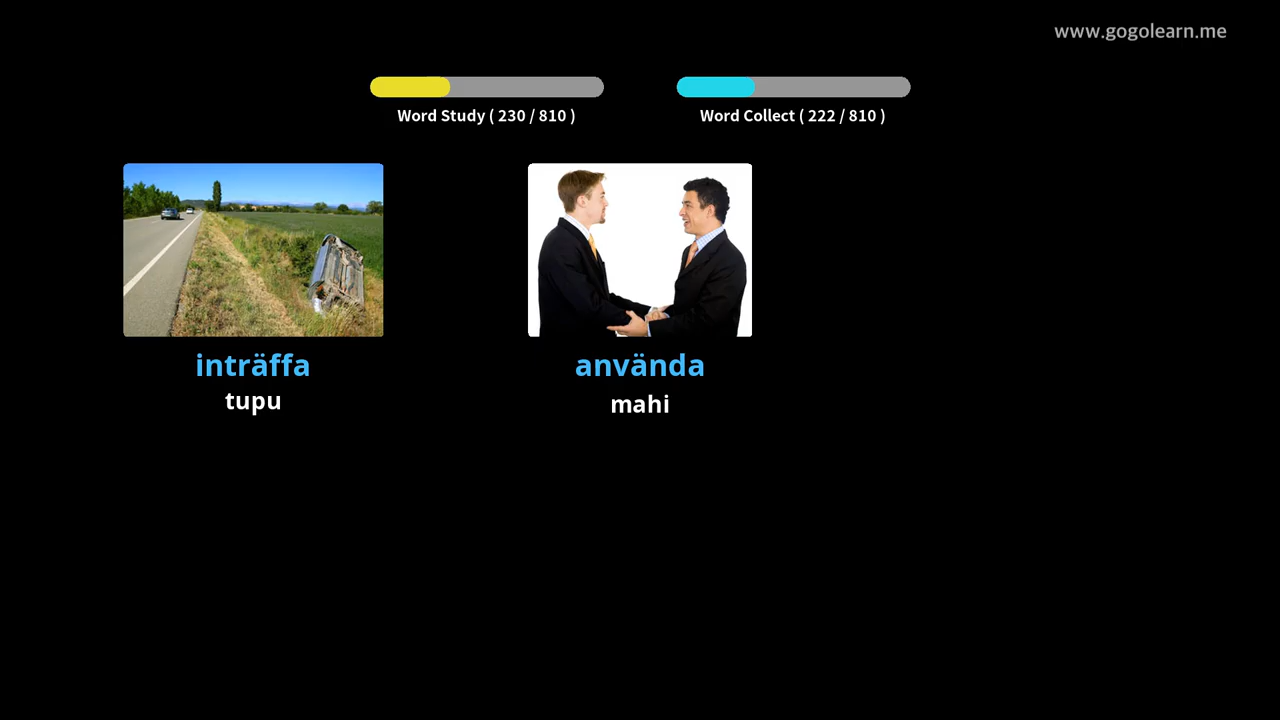 www.gogolearn.me
Word Study ( 230 / 810 )
Word Collect ( 222 / 810 )
inträffa
tupu
använda
mahi